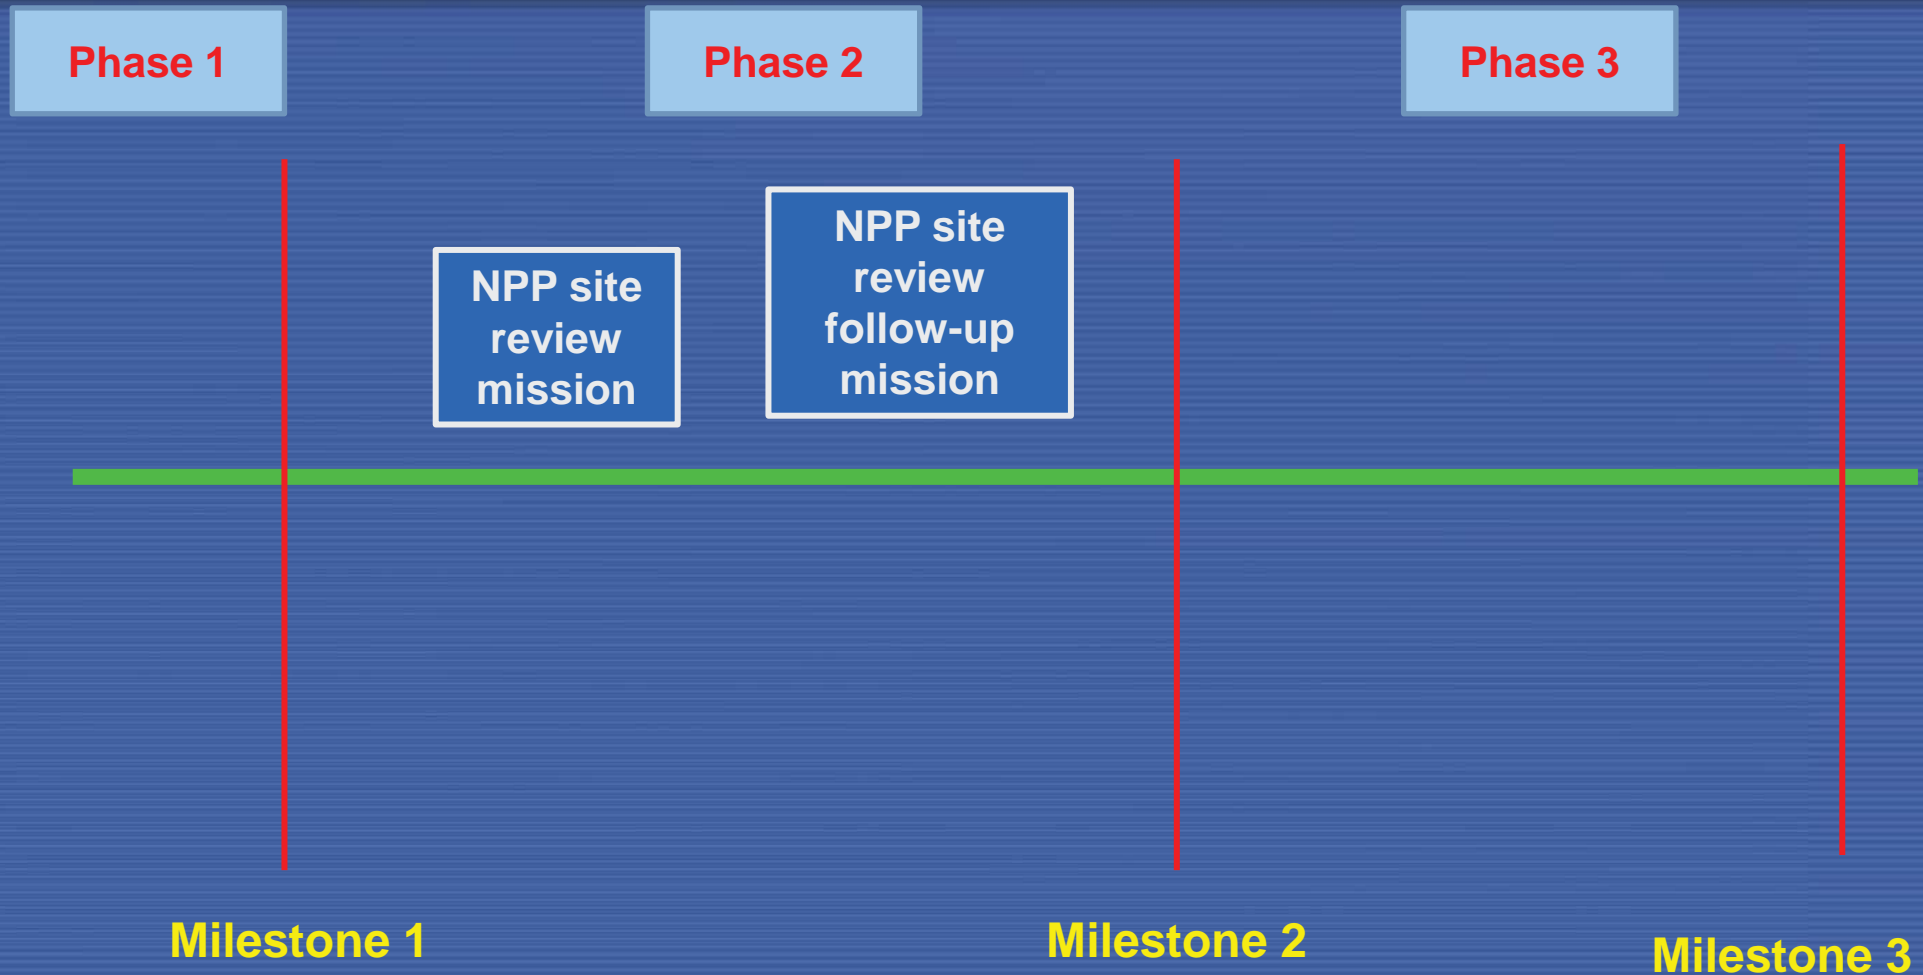 Phase 1
Phase 2
Phase 3
NPP site
review
mission
NPP site
review
follow-up
mission
Milestone 1
Milestone 2
Milestone 3